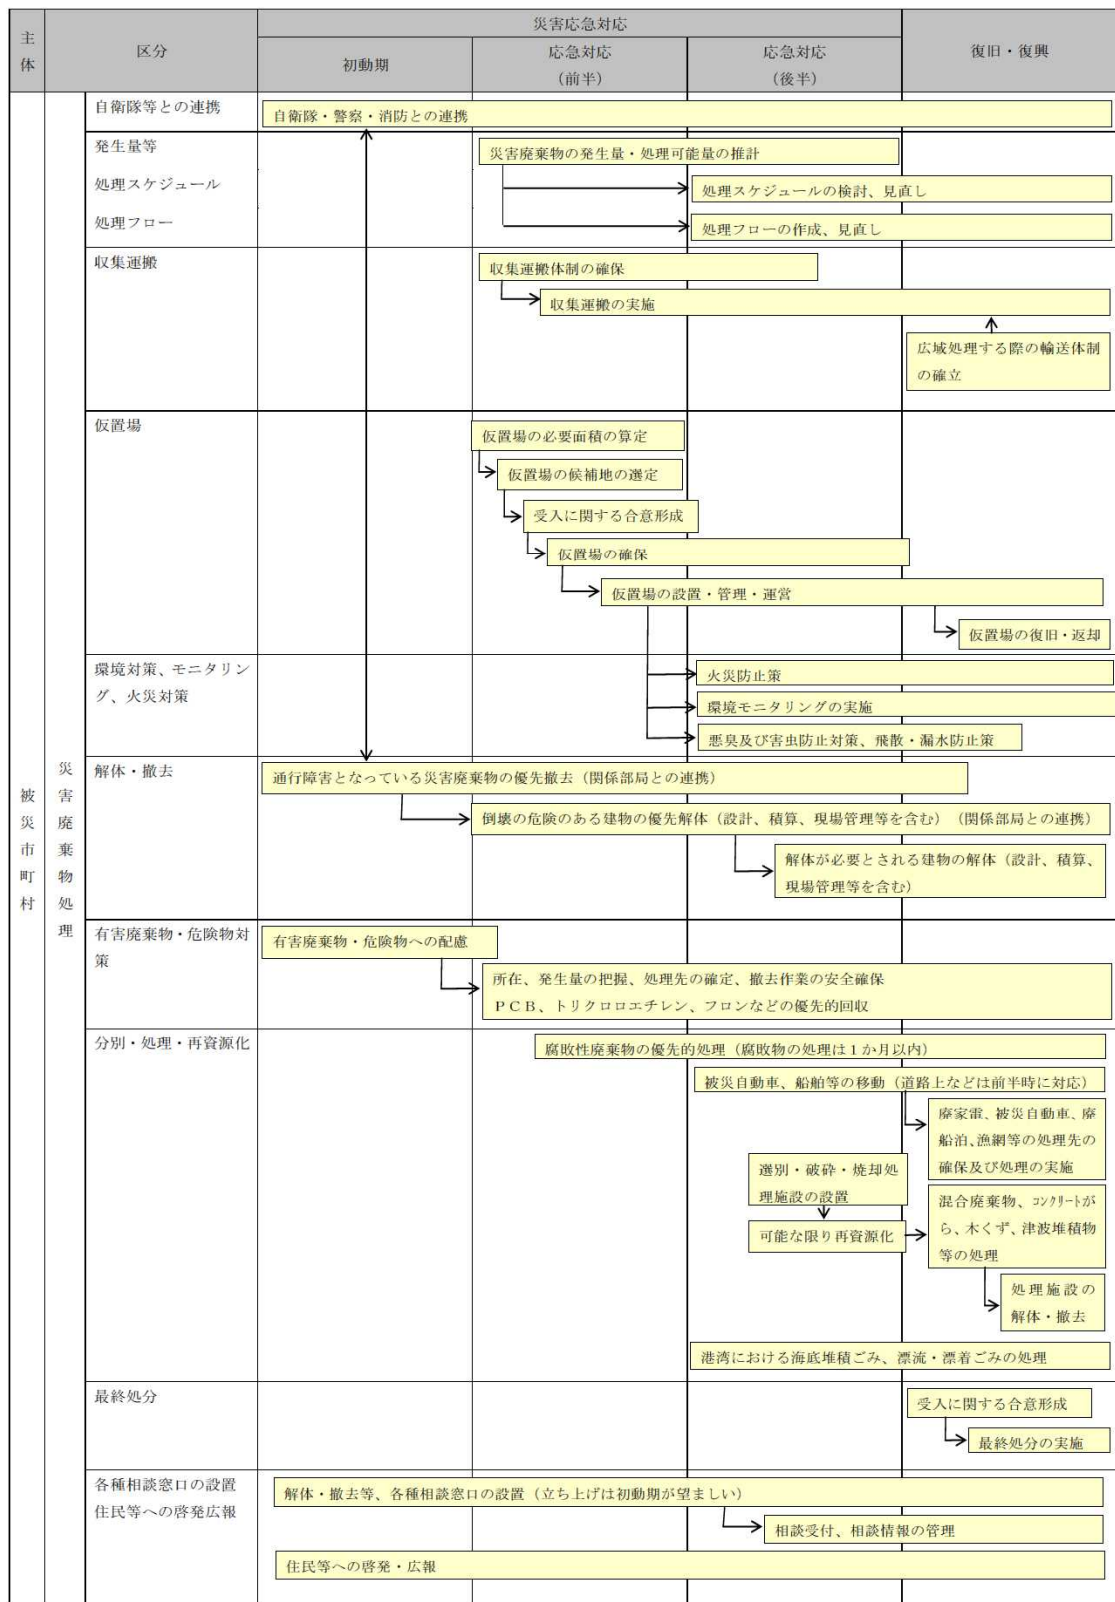 主
体
区分
災害応急対応
初動期
応急対応
（前半）
応急対応
（後半）
復旧・復興
被災市町村
災害廃棄物処理
自衛隊等との連携
自衛隊・警察・消防との連携
発生量等
処理スケジュール
処理フロー
災害廃棄物の発生量・処理可能量の推計
処理スケジュールの検討、見直し
処理フローの作成、見直し
収集運搬
収集運搬体制の確保
収集運搬の実施
広域処理する際の輸送体制
の確立
仮置場
仮置場の必要面積の算定
仮置場の候補地の選定
受入に関する合意形成
仮置場の確保
仮置場の設置・管理・運営
仮置場の復旧・返却
環境対策、モニタリン
グ、火災対策
火災防止策
環境モニタリングの実施
悪臭及び害虫防止対策、飛散・漏水防止策
解体・撤去
通行障害となっている災害廃棄物の優先撤去（関係部局との連携）
倒壊の危険のある建物の優先解体（設計、積算、現場管理等を含む）（関係部局との連携）
解体が必要とされる建物の解体（設計、積算、
現場管理等を含む）
有害廃棄物・危険物対
策
有害廃棄物・危険物への配慮
所在、発生量の把握、処理先の確定、撤去作業の安全確保
ＰＣＢ、トリクロロエチレン、フロンなどの優先的回収
分別・処理・再資源化
腐敗性廃棄物の優先的処理（腐敗物の処理は１か月以内）
被災自動車、船舶等の移動（道路上などは前半時に対応）
廃家電、被災自動車、廃
船泊、漁網等の処理先の
確保及び処理の実施
選別・破砕・焼却処
理施設の設置
可能な限り再資源化
混合廃棄物、ｺﾝｸﾘｰﾄが
ら、木くず、津波堆積物
等の処理
処理施設の
解体・撤去
港湾における海底堆積ごみ、漂流・漂着ごみの処理
最終処分
受入に関する合意形成
最終処分の実施
各種相談窓口の設置
住民等への啓発広報
解体・撤去等、各種相談窓口の設置（立ち上げは初動期が望ましい）
相談受付、相談情報の管理
住民等への啓発・広報